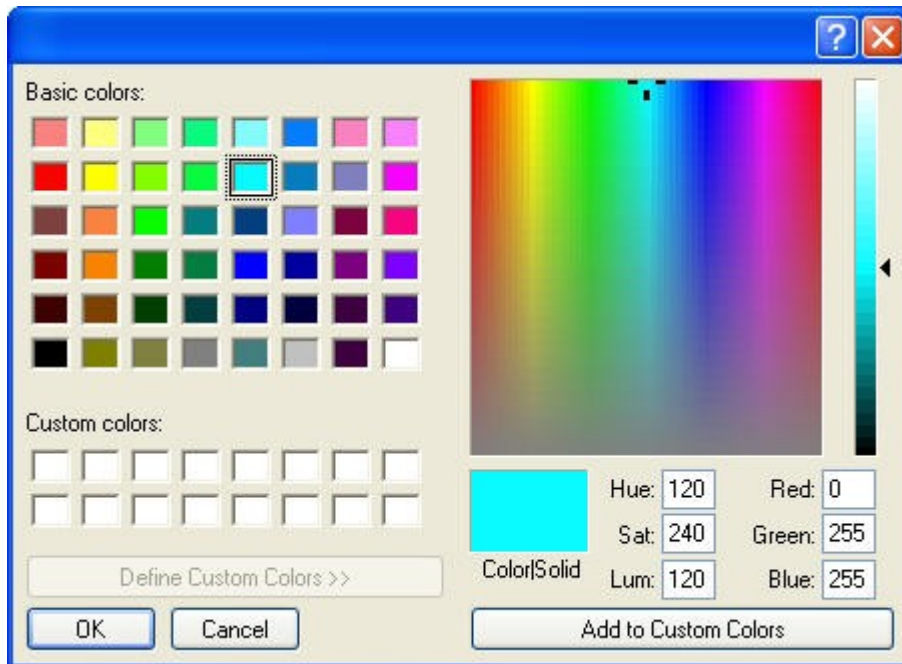 ?
Basic colors:
Custom colors:
Define Custom Colors >>
OK
Cancel
Color|Solid
Hue: 120
Sat: 240
Lum: 120
Red: 0
Green: 255
Blue: 255
Add to Custom Colors